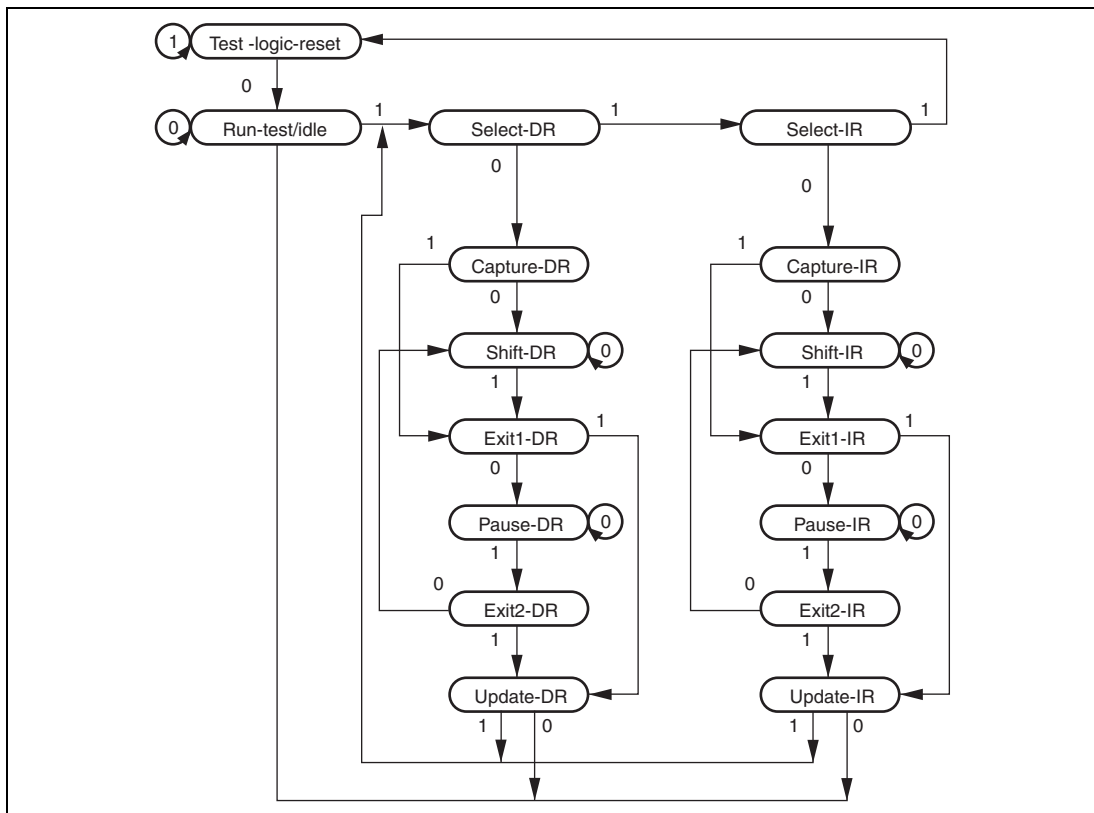 1 Test -logic-reset
0
0 Run-test/idle 1 Select-DR 1 Select-IR 1
0 0
1 1
Capture-DR Capture-IR
0 0
Shift-DR 0 Shift-IR 0
1 1
Exit1-DR 1 Exit1-IR 1
0 0
Pause-DR 0 Pause-IR 0
1 1
0 0
Exit2-DR Exit2-IR
1 1
Update-DR Update-IR
1 0 1 0